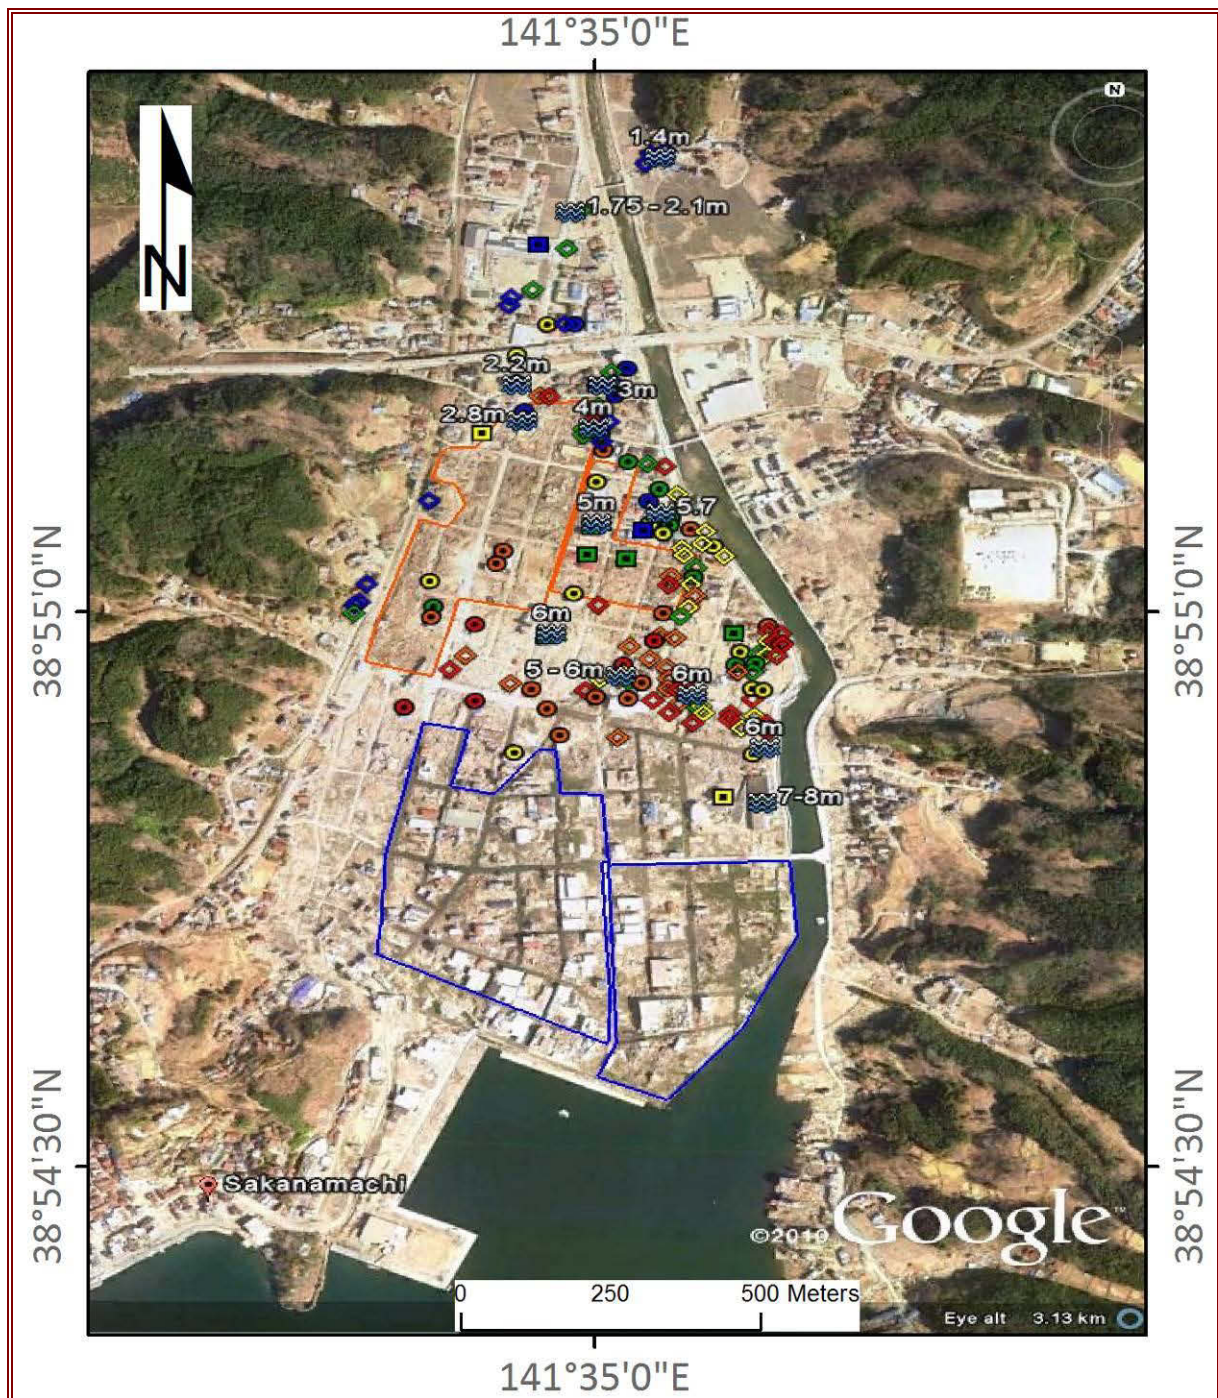 141°35'0"E
N
N
1.4m
1.75 - 2.1m
2.2m
3m
2.8m
4m
5m
5.7
38°55'0"N
38°55'0"N
6m
5 - 6m
6m
6m
7-8m
38°54'30"N
38°54'30"N
Sakanamachi
©2010 Google™
0 250 500 Meters
Eye alt 3.13 km
141°35'0"E